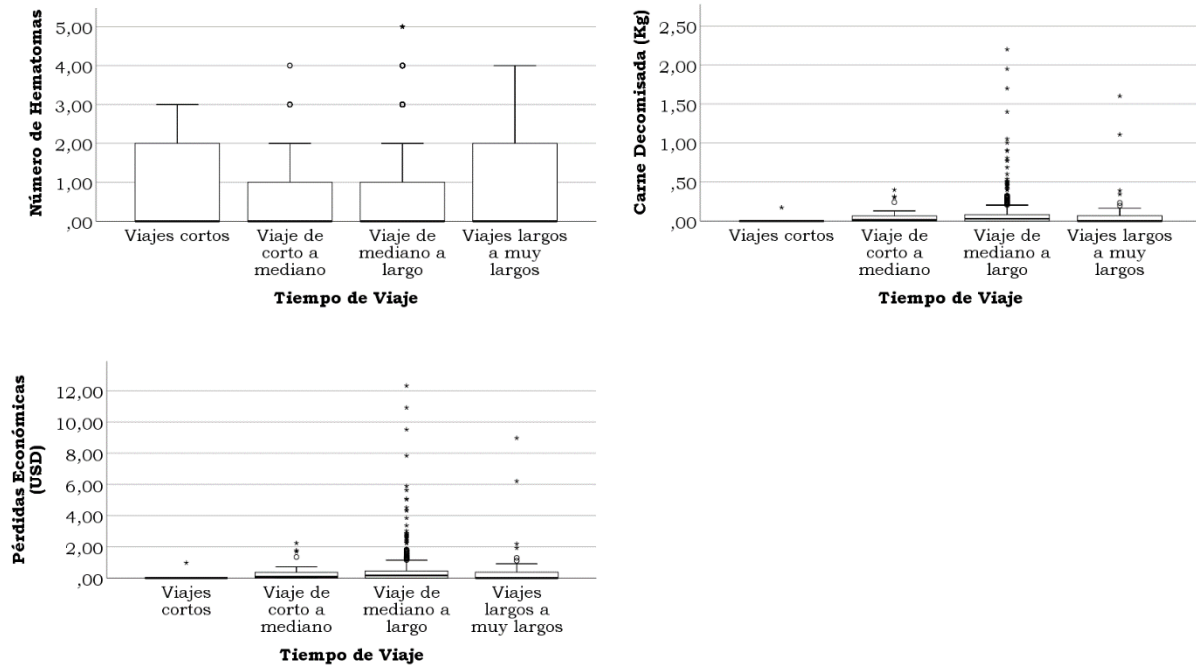 Número de Hematomas
5,00
4,00
3,00
2,00
1,00
,00
Viajes cortos
Viaje de
corto a
mediano
Viaje de
mediano a
largo
Viajes largos
a muy
largos
Tiempo de Viaje
Carne Decomisada (Kg)
2,50
2,00
1,50
1,00
,50
,00
Viajes cortos
Viaje de
corto a
mediano
Viaje de
mediano a
largo
Viajes largos
a muy
largos
Tiempo de Viaje
Pérdidas Económicas
(USD)
12,00
10,00
8,00
6,00
4,00
2,00
,00
Viajes
cortos
Viaje de
corto a
mediano
Viaje de
mediano a
largo
Viajes
largos a
muy largos
Tiempo de Viaje